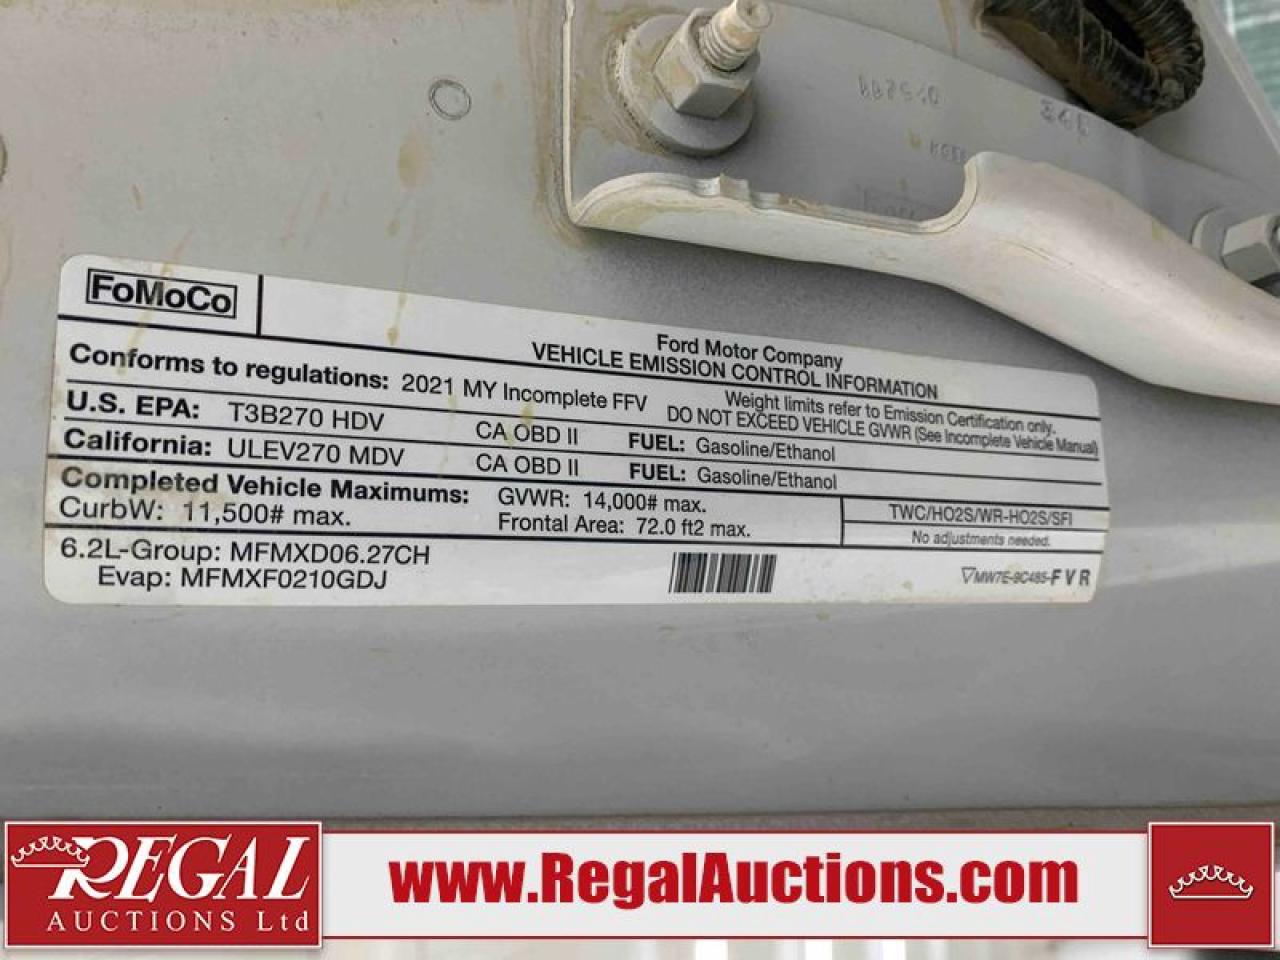 FoMoCo
Ford Motor Company
VEHICLE EMISSION CONTROL INFORMATION
Conforms to regulations: 2021 MY Incomplete FFV
Weight limits refer to Emission Certification only.
DO NOT EXCEED VEHICLE GVWR (See Incomplete Vehicle Manual)
U.S. EPA: T3B270 HDV CA OBD II FUEL: Gasoline/Ethanol
California: ULEV270 MDV CA OBD II FUEL: Gasoline/Ethanol
Completed Vehicle Maximums: GVWR: 14,000# max.
CurbW: 11,500# max. Frontal Area: 72.0 ft2 max.
TWC/HO2S/WR-HO2S/SFI
No adjustments needed.
6.2L-Group: MFMXD06.27CH
Evap: MFMXF0210GDJ
MW7E-9C485-FVR
REGAL
AUCTIONS Ltd
www.RegalAuctions.com